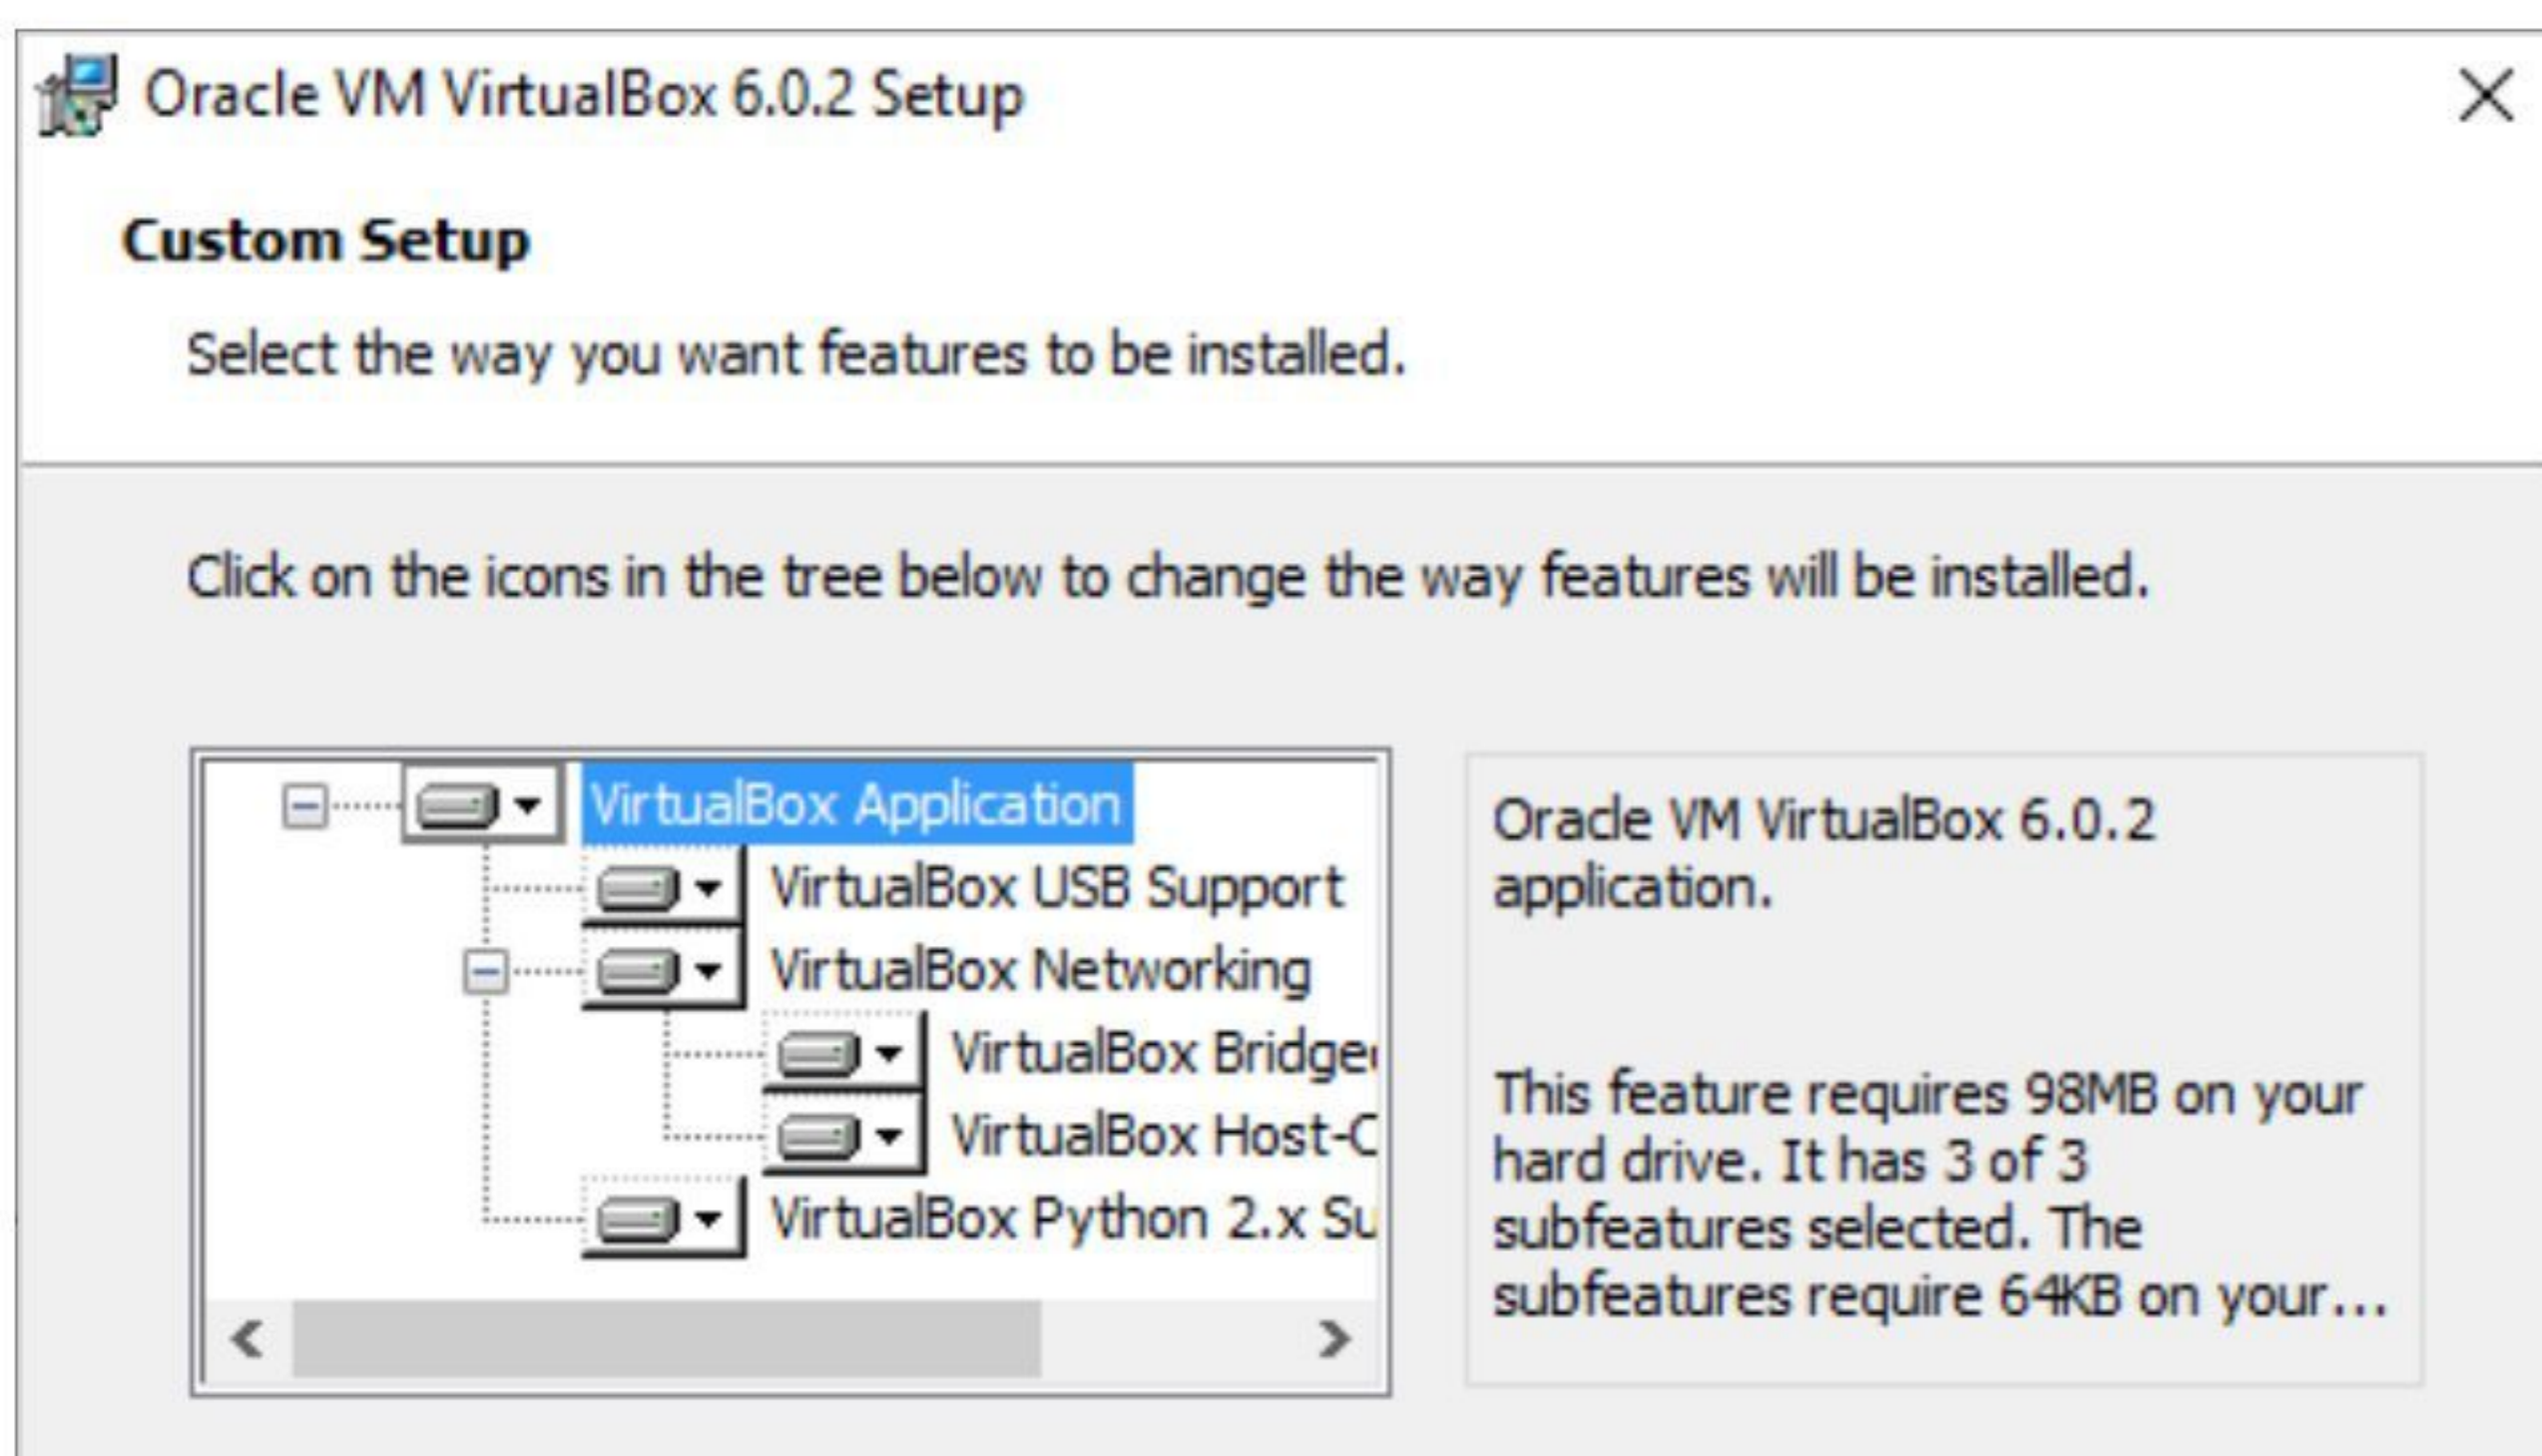 Oracle VM VirtualBox 6.0.2 Setup
Custom Setup
Select the way you want features to be installed.
Click on the icons in the tree below to change the way features will be installed.
VirtualBox Application
VirtualBox USB Support
VirtualBox Networking
VirtualBox Bridged
VirtualBox Host-O
VirtualBox Python 2.x Su
Oracle VM VirtualBox 6.0.2
application.
This feature requires 98MB on your
hard drive. It has 3 of 3
subfeatures selected. The
subfeatures require 64KB on your...